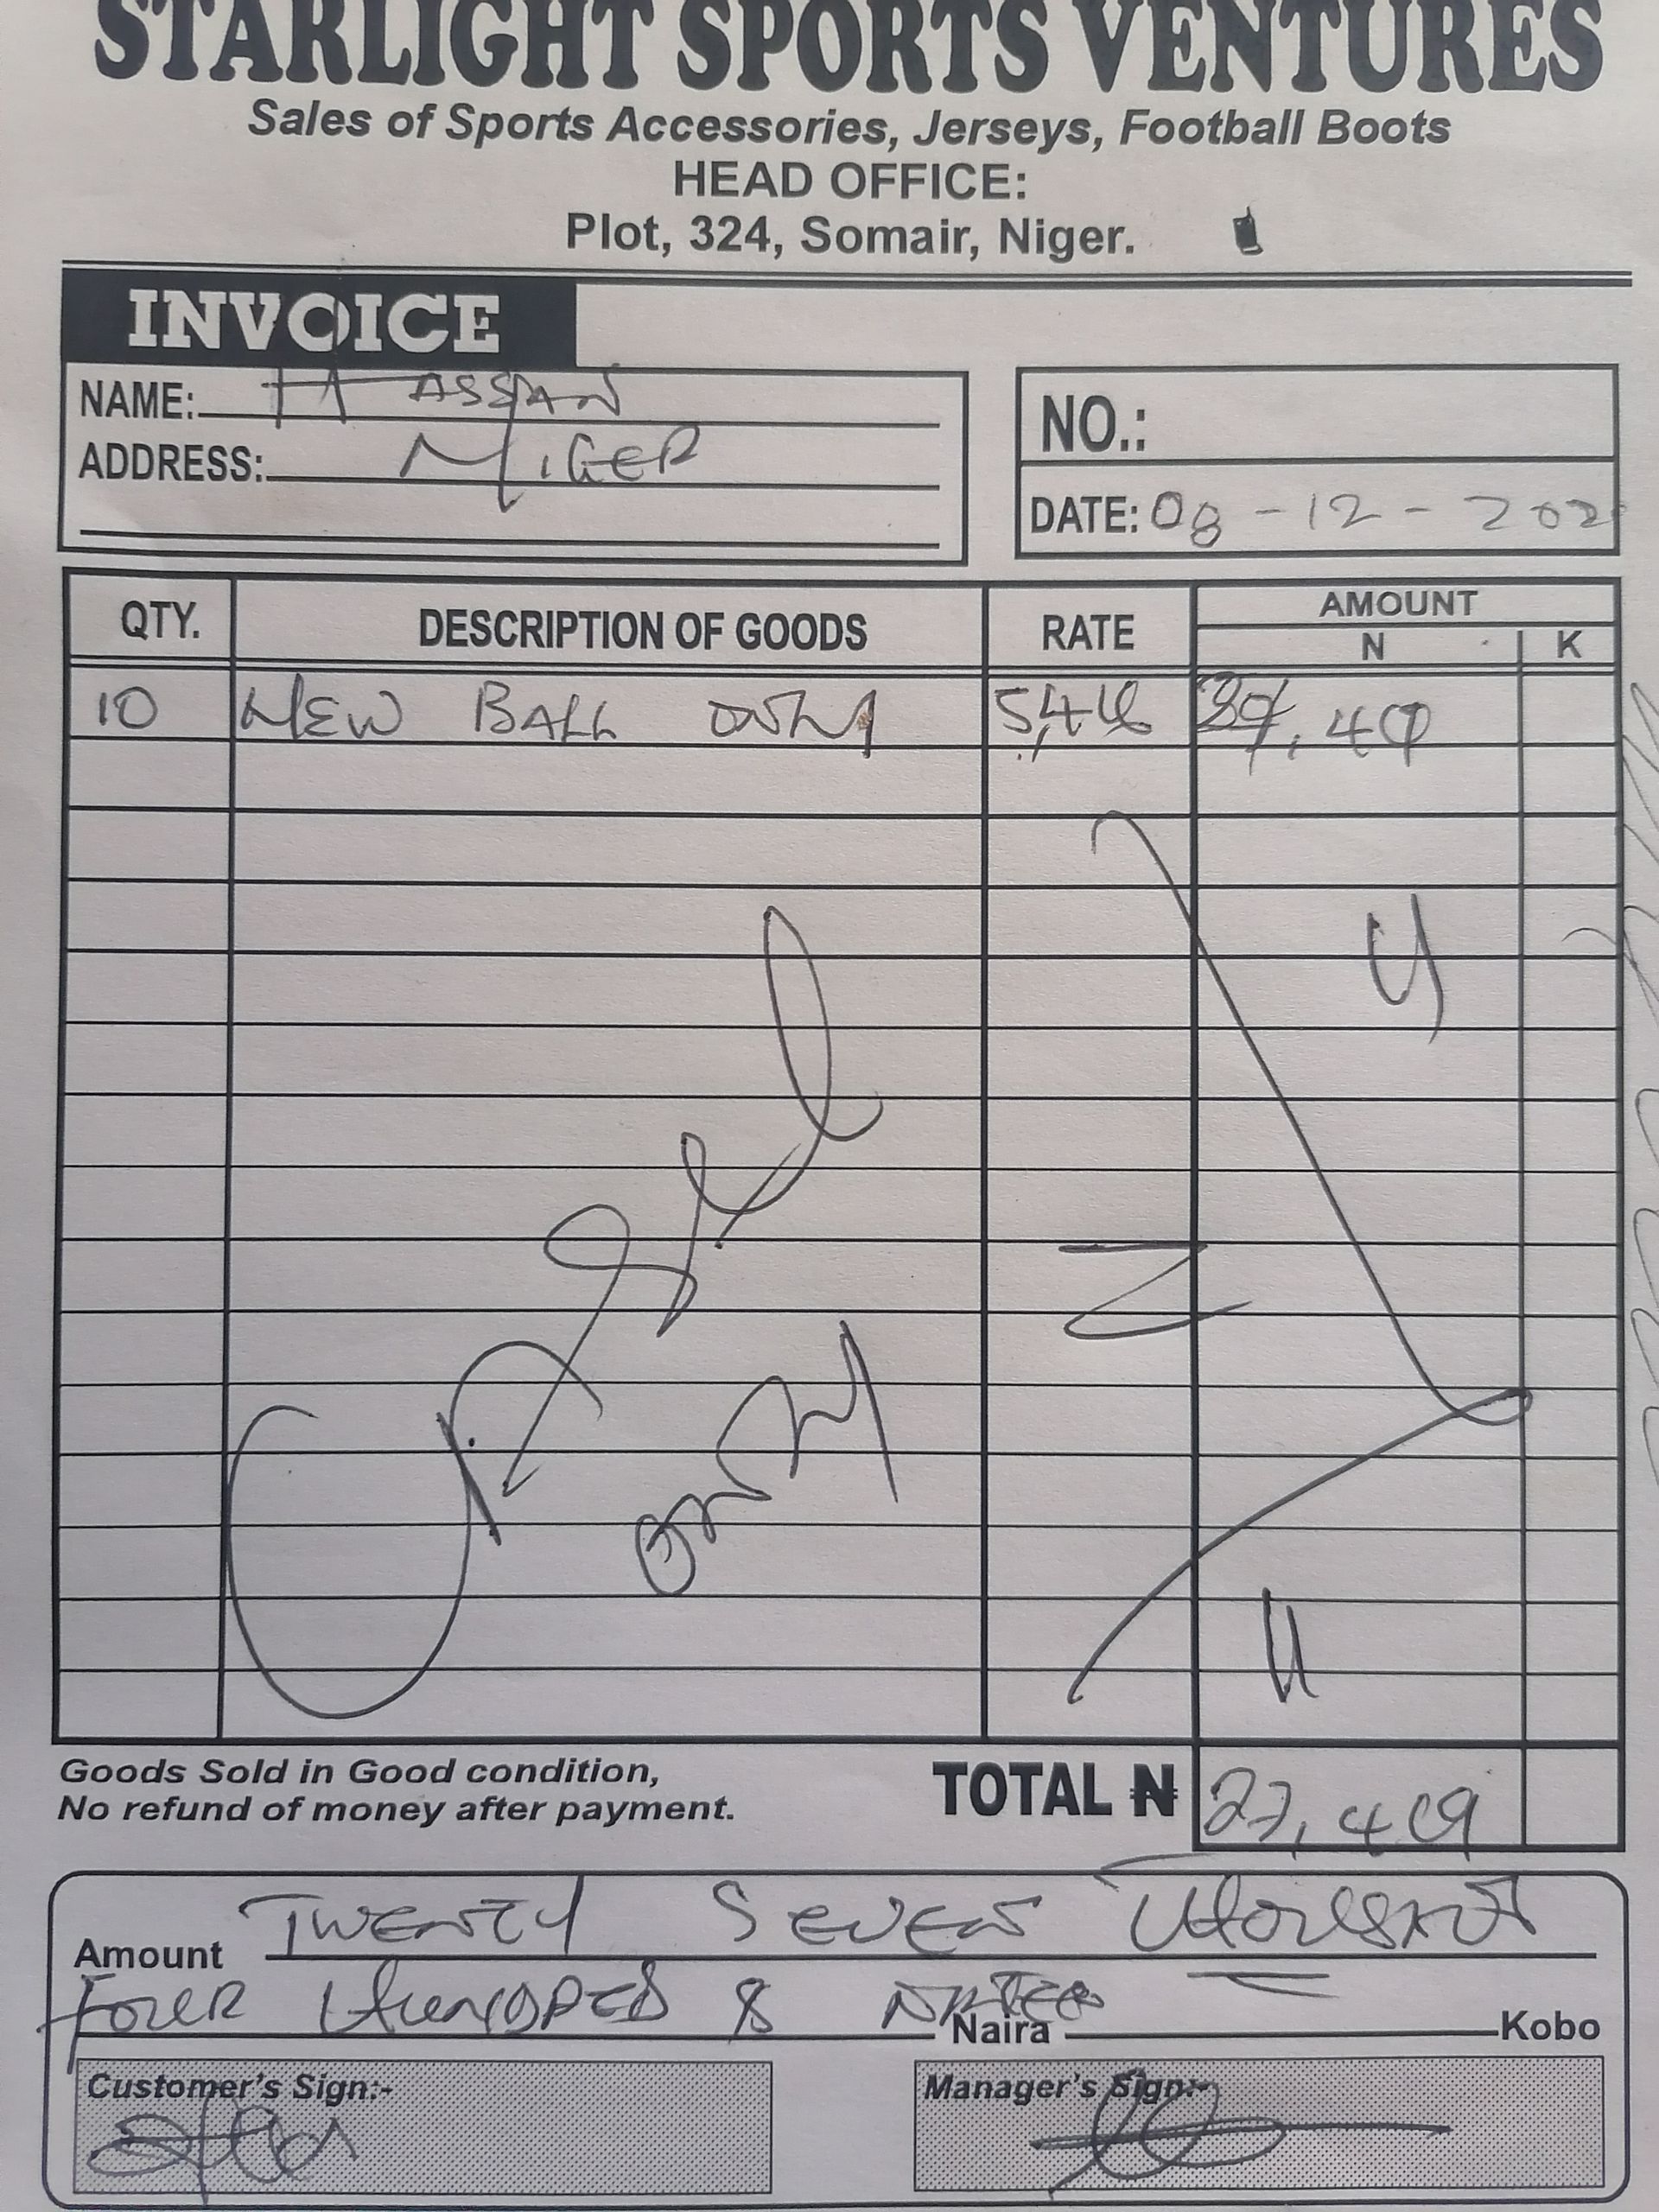 STARLIGHT SPORTS VENTURES
Sales of Sports Accessories, Jerseys, Football Boots
HEAD OFFICE:
Plot, 324, Somair, Niger.
INVOICE
NAME: HASSAN
ADDRESS: NIGER
NO.:
DATE: 08-12-202
QTY. DESCRIPTION OF GOODS RATE AMOUNT
N K
10 NEW BALL ONLY
ONLY
Goods Sold in Good condition,
No refund of money after payment.
TOTAL ₦ 27,419
Amount TWENTY SEVEN THOUSAND
FOUR HUNDRED & Naira Kobo
Customer's Sign:-
Manager's Sign:-